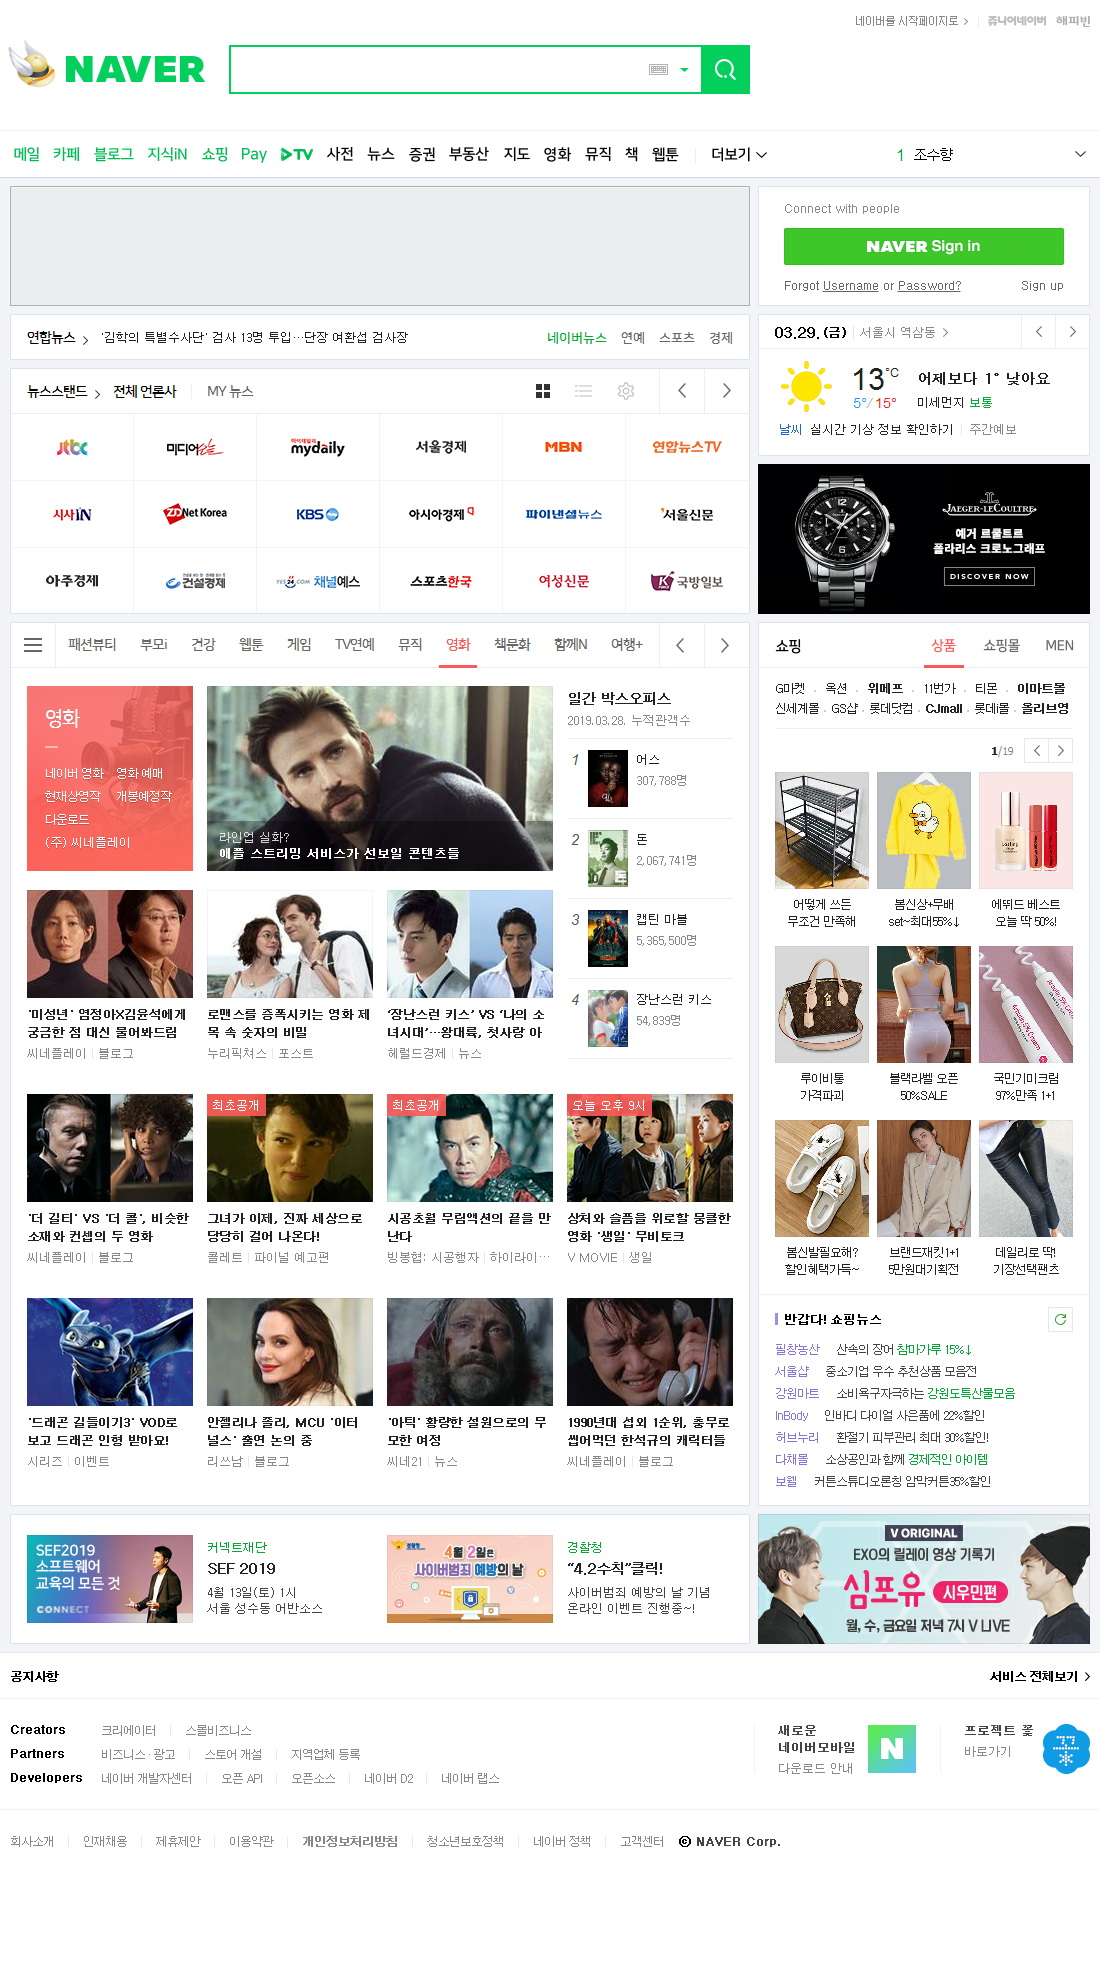 네이버를 시작페이지로
쥬니어네이버 해피빈
NAVER
메일 카페 블로그 지식iN 쇼핑 Pay TV 사전 뉴스 증권 부동산 지도 영화 뮤직 책 웹툰 더보기
1 조수향
Connect with people
NAVER Sign in
Forgot Username or Password? Sign up
연합뉴스 '김학의 특별수사단' 검사 13명 투입…단장 여환섭 검사장
네이버뉴스 연예 스포츠 경제
03.29.(금) 서울시 역삼동
13°C 어제보다 1° 낮아요
5°/15° 미세먼지 보통
날씨 실시간 기상 정보 확인하기 주간예보
뉴스스탠드 전체 언론사 MY 뉴스
jtbc 미디어오늘 마이데일리 mydaily 서울경제 MBN 연합뉴스TV
시사IN ZDNet Korea KBS 아시아경제 파이낸셜뉴스 서울신문
아주경제 건설경제 YES24.COM 채널예스 스포츠한국 여성신문 국방일보
JAEGER-LECOULTRE
예거 르쿨트르
폴라리스 크로노그래프
DISCOVER NOW
패션뷰티 부모i 건강 웹툰 게임 TV연예 뮤직 영화 책문화 함께N 여행+
영화
네이버 영화 영화 예매
현재상영작 개봉예정작
다운로드
(주) 씨네플레이
라인업 실화?
애플 스트리밍 서비스가 선보일 콘텐츠들
일간 박스오피스
2019.03.28. 누적관객수
1 어스
307,788명
2 돈
2,067,741명
3 캡틴 마블
5,365,500명
4 장난스런 키스
54,839명
'미성년' 염정아X김윤석에게
궁금한 점 대신 물어봐드림
씨네플레이 블로그
로맨스를 증폭시키는 영화 제
목 속 숫자의 비밀
누리픽쳐스 포스트
'장난스런 키스' VS '나의 소
녀시대'…왕대륙, 첫사랑 아
헤럴드경제 뉴스
'더 길티' VS '더 콜', 비슷한
소재와 컨셉의 두 영화
씨네플레이 블로그
최초공개
그녀가 이제, 진짜 세상으로
당당히 걸어 나온다!
콜레트 파이널 예고편
최초공개
시공초월 무림액션의 끝을 만
난다
빙봉협: 시공행자 하이라이…
오늘 오후 9시
상처와 슬픔을 위로할 뭉클한
영화 '생일' 무비토크
V MOVIE 생일
'드래곤 길들이기3' VOD로
보고 드래곤 인형 받아요!
시리즈 이벤트
안젤리나 졸리, MCU '이터
널스' 출연 논의 중
리쓰남 블로그
'아틱' 황량한 설원으로의 무
모한 여정
씨네21 뉴스
1990년대 섭외 1순위, 충무로
씹어먹던 한석규의 캐릭터들
씨네플레이 블로그
쇼핑 상품 쇼핑몰 MEN
G마켓 옥션 위메프 11번가 티몬 이마트몰
신세계몰 GS샵 롯데닷컴 CJmall 롯데i몰 올리브영
1/19
어떻게 쓰든
무조건 만족해
봄신상+무배
set~최대55%↓
에뛰드 베스트
오늘 딱 50%!
루이비통
가격파괴
블랙라벨 오픈
50%SALE
국민기미크림
97%만족 1+1
봄신발필요해?
할인혜택가득~
브랜드재킷1+1
5만원대기획전
데일리로 딱!
기장선택팬츠
반갑다! 쇼핑뉴스
필창농산 산속의 장어 참마가루 15%↓
서울샵 중소기업 우수 추천상품 모음전
강원마트 소비욕구자극하는 강원도특산물모음
InBody 인바디 다이얼 사은품에 22%할인
허브누리 환절기 피부관리 최대 30%할인!
다채몰 소상공인과 함께 경제적인 아이템
보웰 커튼스튜디오론칭 암막커튼35%할인
SEF2019
소프트웨어
교육의 모든 것
CONNECT
커넥트재단
SEF 2019
4월 13일(토) 1시
서울 성수동 어반소스
경찰청
4월 2일은
사이버범죄 예방의 날
경찰청
“4.2수칙”클릭!
사이버범죄 예방의 날 기념
온라인 이벤트 진행중~!
V ORIGINAL
EXO의 릴레이 영상 기록기
심포유 시우민편
월, 수, 금요일 저녁 7시 V LIVE
공지사항
서비스 전체보기
Creators 크리에이터 스몰비즈니스
Partners 비즈니스·광고 스토어 개설 지역업체 등록
Developers 네이버 개발자센터 오픈 API 오픈소스 네이버 D2 네이버 랩스
새로운
네이버모바일
다운로드 안내
N
프로젝트 꽃
바로가기
회사소개 인재채용 제휴제안 이용약관 개인정보처리방침 청소년보호정책 네이버 정책 고객센터 ⓒ NAVER Corp.